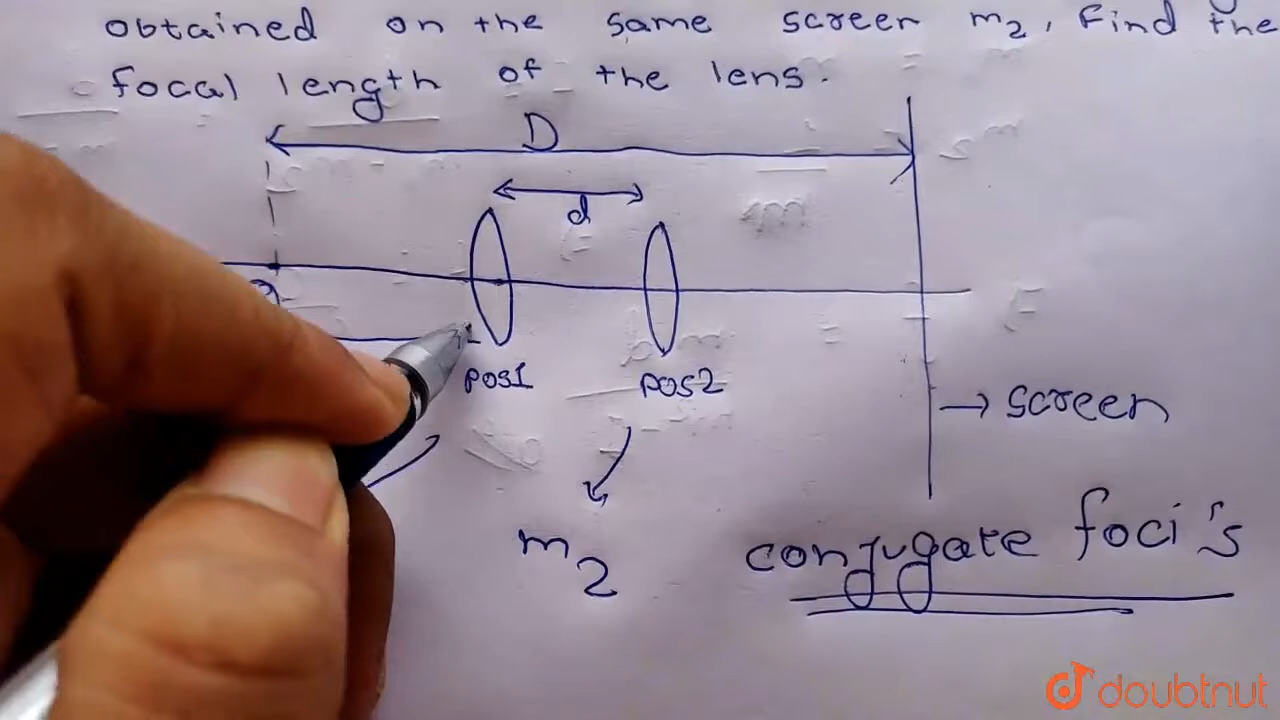 obtained on the same screen m2, Find the
focal length of the lens.
D
d
POS1
POS2
→ screen
m2
conjugate foci's
doubtnut